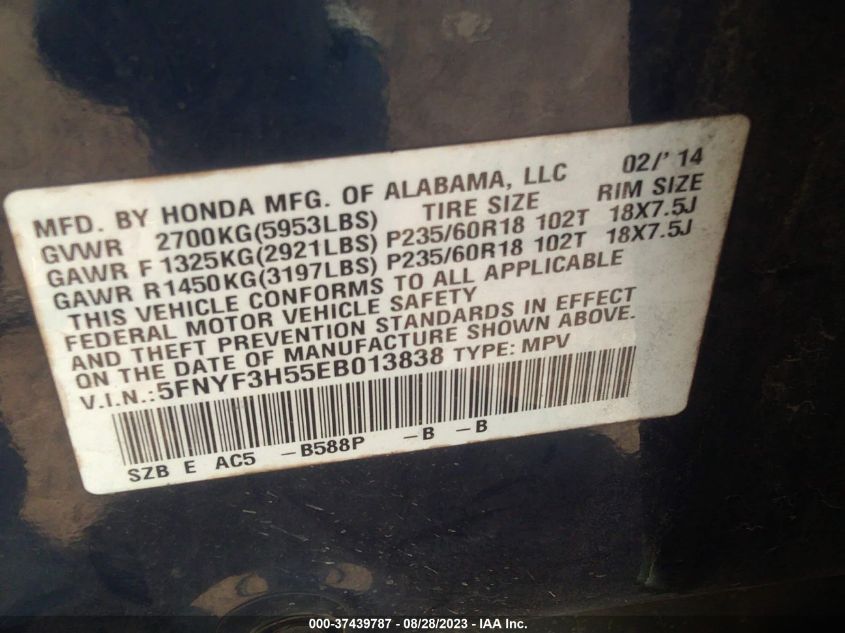 MFD. BY HONDA MFG. OF ALABAMA, LLC 02/'14
GVWR 2700KG(5953LBS) TIRE SIZE RIM SIZE
GAWR F 1325KG(2921LBS) P235/60R18 102T 18X7.5J
GAWR R1450KG(3197LBS) P235/60R18 102T 18X7.5J
THIS VEHICLE CONFORMS TO ALL APPLICABLE
FEDERAL MOTOR VEHICLE SAFETY
AND THEFT PREVENTION STANDARDS IN EFFECT
ON THE DATE OF MANUFACTURE SHOWN ABOVE.
V.I.N.:5FNYF3H55EB013838 TYPE: MPV
SZB E AC5 -B588P -B -B
000-37439787 - 08/28/2023 - IAA Inc.